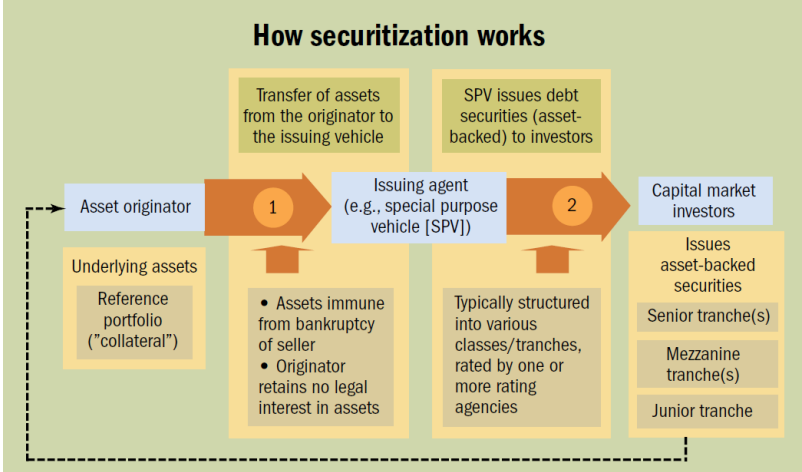 How securitization works
Transfer of assets
from the originator to
the issuing vehicle
SPV issues debt
securities (asset-
backed) to investors
Asset originator
1
Issuing agent
(e.g., special purpose
vehicle [SPV])
2
Capital market
investors
Underlying assets
Reference
portfolio
("collateral")
• Assets immune
from bankruptcy
of seller
• Originator
retains no legal
interest in assets
Typically structured
into various
classes/tranches,
rated by one or
more rating
agencies
Issues
asset-backed
securities
Senior tranche(s)
Mezzanine
tranche(s)
Junior tranche